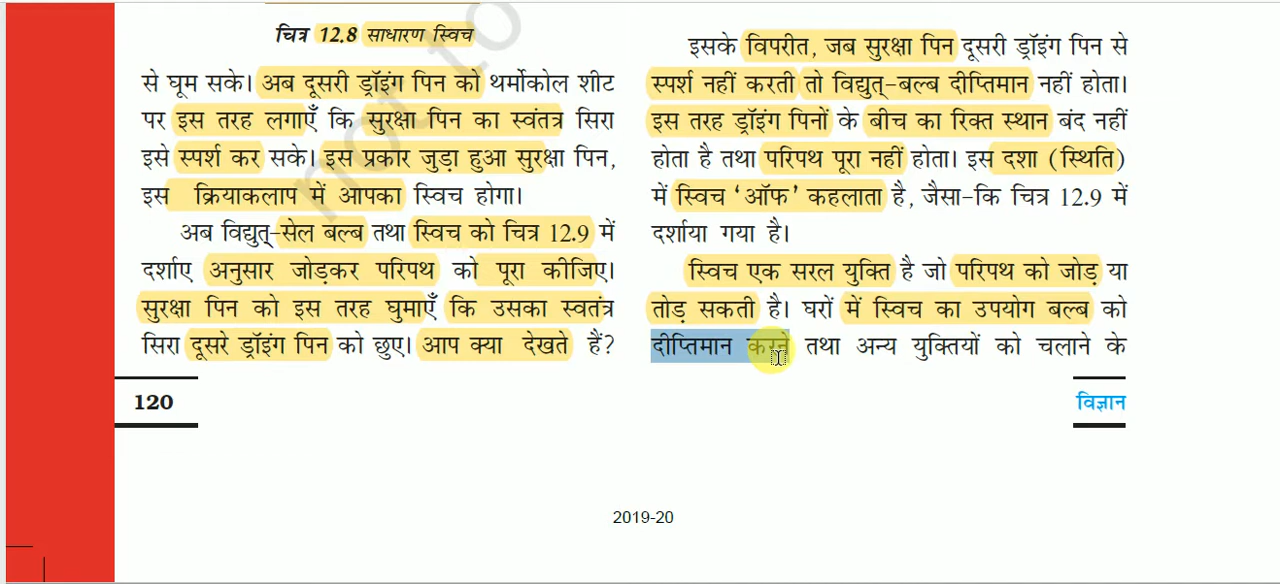 चित्र 12.8 साधारण स्विच
से घूम सके। अब दूसरी ड्रॉइंग पिन को थर्मोकोल शीट
पर इस तरह लगाएँ कि सुरक्षा पिन का स्वंतत्र सिरा
इसे स्पर्श कर सके। इस प्रकार जुड़ा हुआ सुरक्षा पिन,
इस क्रियाकलाप में आपका स्विच होगा।
अब विद्युत्-सेल बल्ब तथा स्विच को चित्र 12.9 में
दर्शाए अनुसार जोड़कर परिपथ को पूरा कीजिए।
सुरक्षा पिन को इस तरह घुमाएँ कि उसका स्वतंत्र
सिरा दूसरे ड्रॉइंग पिन को छुए। आप क्या देखते हैं?
इसके विपरीत, जब सुरक्षा पिन दूसरी ड्रॉइंग पिन से
स्पर्श नहीं करती तो विद्युत्-बल्ब दीप्तिमान नहीं होता।
इस तरह ड्रॉइंग पिनों के बीच का रिक्त स्थान बंद नहीं
होता है तथा परिपथ पूरा नहीं होता। इस दशा (स्थिति)
में स्विच ‘ऑफ’ कहलाता है, जैसा-कि चित्र 12.9 में
दर्शाया गया है।
स्विच एक सरल युक्ति है जो परिपथ को जोड़ या
तोड़ सकती है। घरों में स्विच का उपयोग बल्ब को
दीप्तिमान करने तथा अन्य युक्तियों को चलाने के
120
विज्ञान
2019-20
not to